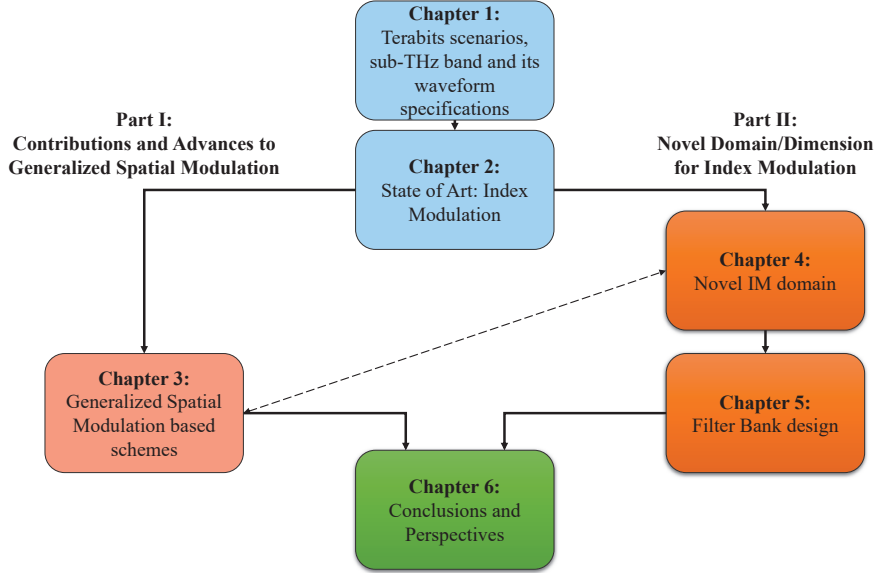 Chapter 1:
Terabits scenarios,
sub-THz band and its
waveform
specifications
Part I:
Contributions and Advances to
Generalized Spatial Modulation
Part II:
Novel Domain/Dimension
for Index Modulation
Chapter 2:
State of Art: Index
Modulation
Chapter 4:
Novel IM domain
Chapter 3:
Generalized Spatial
Modulation based
schemes
Chapter 5:
Filter Bank design
Chapter 6:
Conclusions and
Perspectives